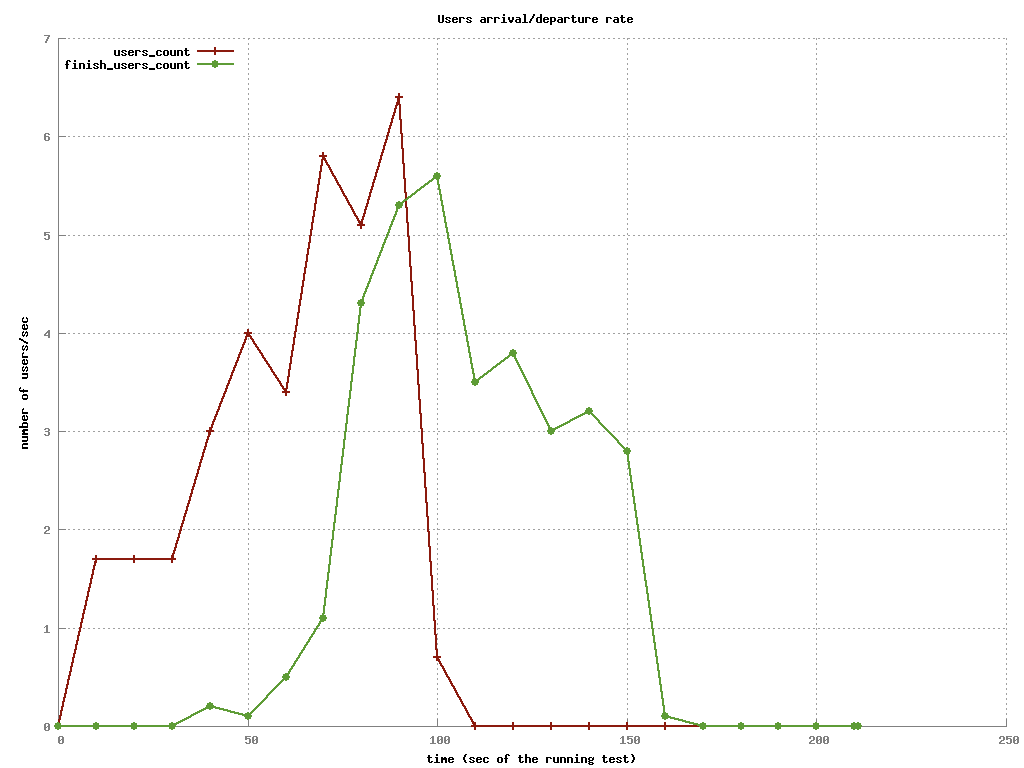 Users arrival/departure rate
users_count
finish_users_count
7
6
5
4
3
2
1
0
number of users/sec
0 50 100 150 200 250
time (sec of the running test)